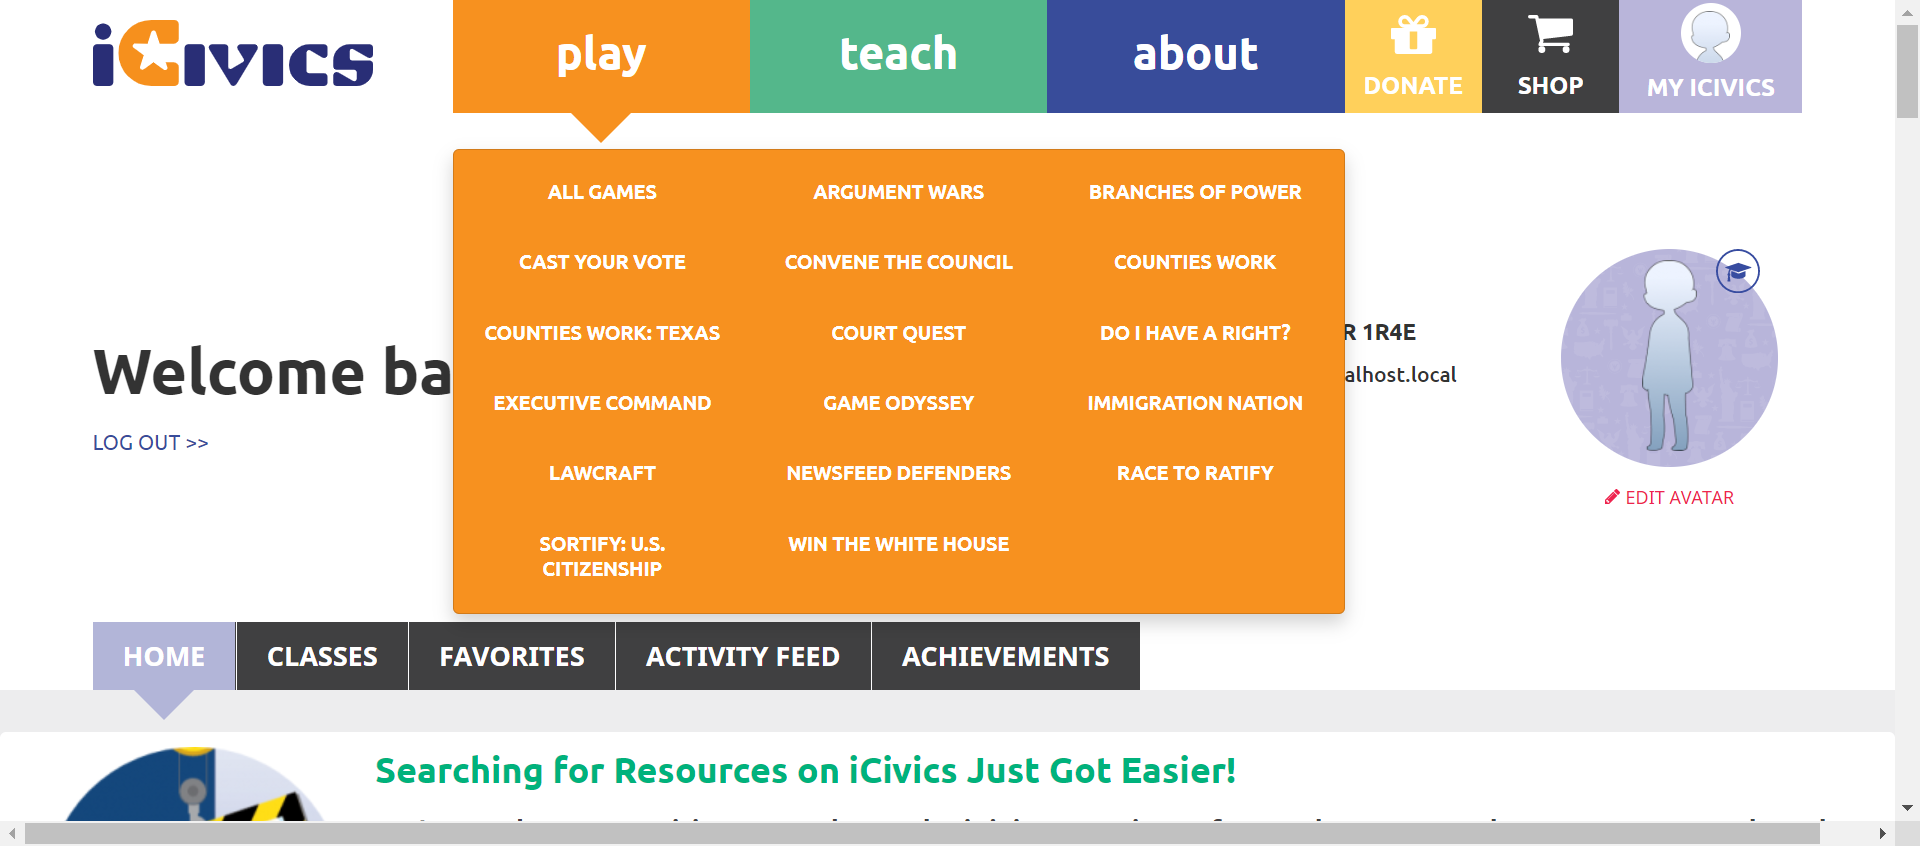 iCivics
play
teach
about
DONATE
SHOP
MY ICIVICS
ALL GAMES
ARGUMENT WARS
BRANCHES OF POWER
CAST YOUR VOTE
CONVENE THE COUNCIL
COUNTIES WORK
COUNTIES WORK: TEXAS
COURT QUEST
DO I HAVE A RIGHT?
EXECUTIVE COMMAND
GAME ODYSSEY
IMMIGRATION NATION
LAWCRAFT
NEWSFEED DEFENDERS
RACE TO RATIFY
SORTIFY: U.S.
CITIZENSHIP
WIN THE WHITE HOUSE
R 1R4E
Welcome ba
alhost.local
LOG OUT >>
EDIT AVATAR
HOME
CLASSES
FAVORITES
ACTIVITY FEED
ACHIEVEMENTS
Searching for Resources on iCivics Just Got Easier!